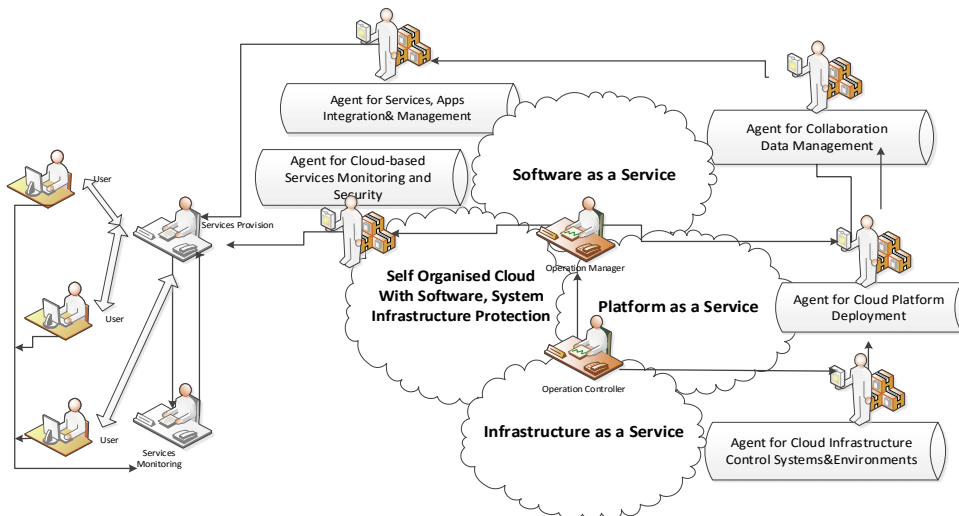 Agent for Services, Apps
Integration& Management
Agent for Collaboration
Data Management
Agent for Cloud-based
Services Monitoring and
Security
Software as a Service
User
Services Provision
Operation Manager
Self Organised Cloud
With Software, System
Infrastructure Protection
Platform as a Service
Agent for Cloud Platform
Deployment
User
Operation Controller
Infrastructure as a Service
User
Services
Monitoring
Agent for Cloud Infrastructure
Control Systems&Environments